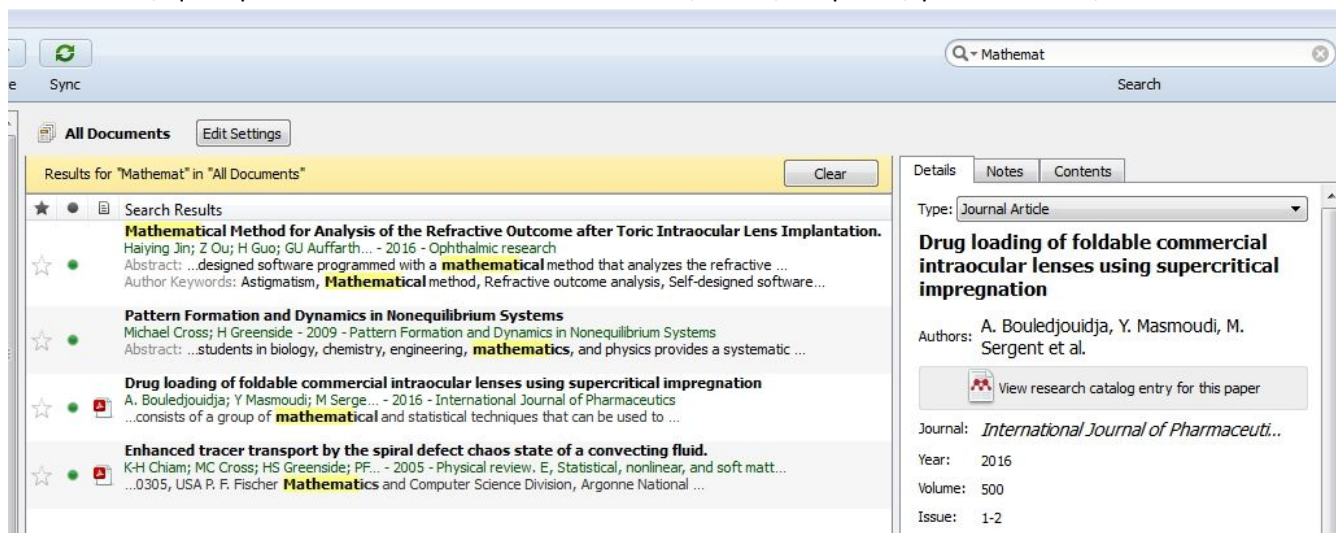 Mathemat
e Sync Search
All Documents Edit Settings
Results for "Mathemat" in "All Documents" Clear
Search Results
Mathematical Method for Analysis of the Refractive Outcome after Toric Intraocular Lens Implantation.
Haiying Jin; Z Ou; H Guo; GU Auffarth... - 2016 - Ophthalmic research
Abstract: ...designed software programmed with a mathematical method that analyzes the refractive ...
Author Keywords: Astigmatism, Mathematical method, Refractive outcome analysis, Self-designed software...
Pattern Formation and Dynamics in Nonequilibrium Systems
Michael Cross; H Greenside - 2009 - Pattern Formation and Dynamics in Nonequilibrium Systems
Abstract: ...students in biology, chemistry, engineering, mathematics, and physics provides a systematic ...
Drug loading of foldable commercial intraocular lenses using supercritical impregnation
A. Bouledjouidja; Y Masmoudi; M Serge... - 2016 - International Journal of Pharmaceutics
...consists of a group of mathematical and statistical techniques that can be used to ...
Enhanced tracer transport by the spiral defect chaos state of a convecting fluid.
K-H Chiam; MC Cross; HS Greenside; PF... - 2005 - Physical review. E, Statistical, nonlinear, and soft matt...
...0305, USA P. F. Fischer Mathematics and Computer Science Division, Argonne National ...
Details Notes Contents
Type: Journal Article
Drug loading of foldable commercial
intraocular lenses using supercritical
impregnation
Authors: A. Bouledjouidja, Y. Masmoudi, M.
Sergent et al.
View research catalog entry for this paper
Journal: International Journal of Pharmaceuti...
Year: 2016
Volume: 500
Issue: 1-2